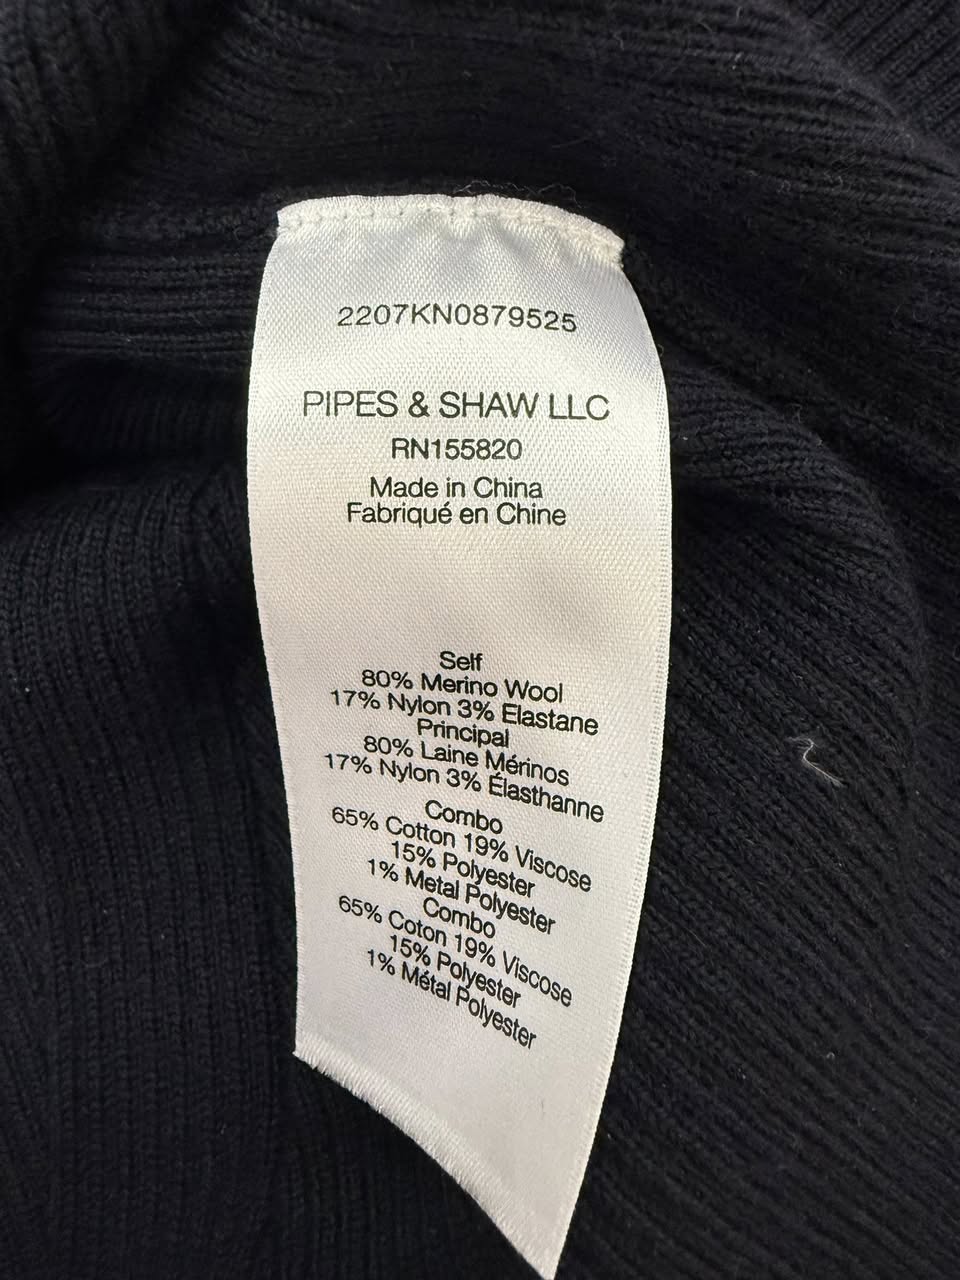 2207KN0879525
PIPES & SHAW LLC
RN155820
Made in China
Fabriqué en Chine
Self
80% Merino Wool
17% Nylon 3% Elastane
Principal
80% Laine Mérinos
17% Nylon 3% Élasthanne
Combo
65% Cotton 19% Viscose
15% Polyester
1% Metal Polyester
Combo
65% Coton 19% Viscose
15% Polyester
1% Métal Polyester